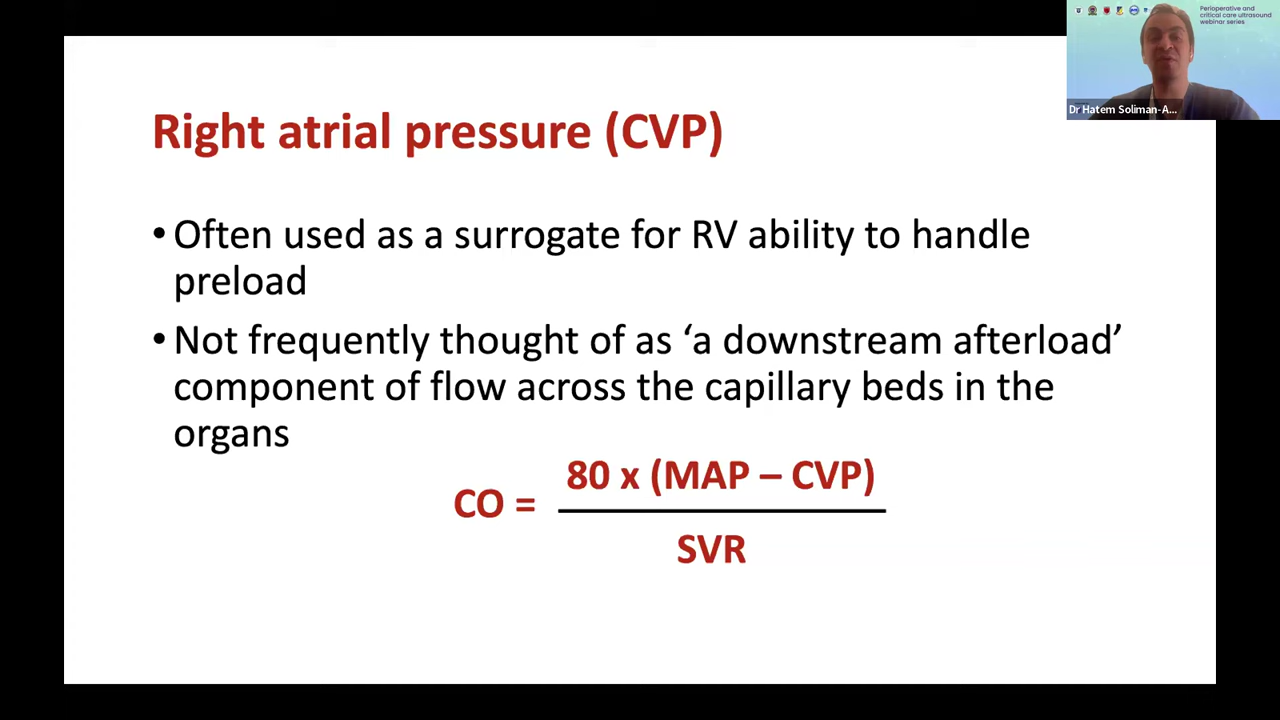 Perioperative and
critical care ultrasound
webinar series
Dr Hatem Soliman-A...
Right atrial pressure (CVP)
• Often used as a surrogate for RV ability to handle
preload
• Not frequently thought of as ‘a downstream afterload’
component of flow across the capillary beds in the
organs
80 x (MAP – CVP)
CO =
SVR